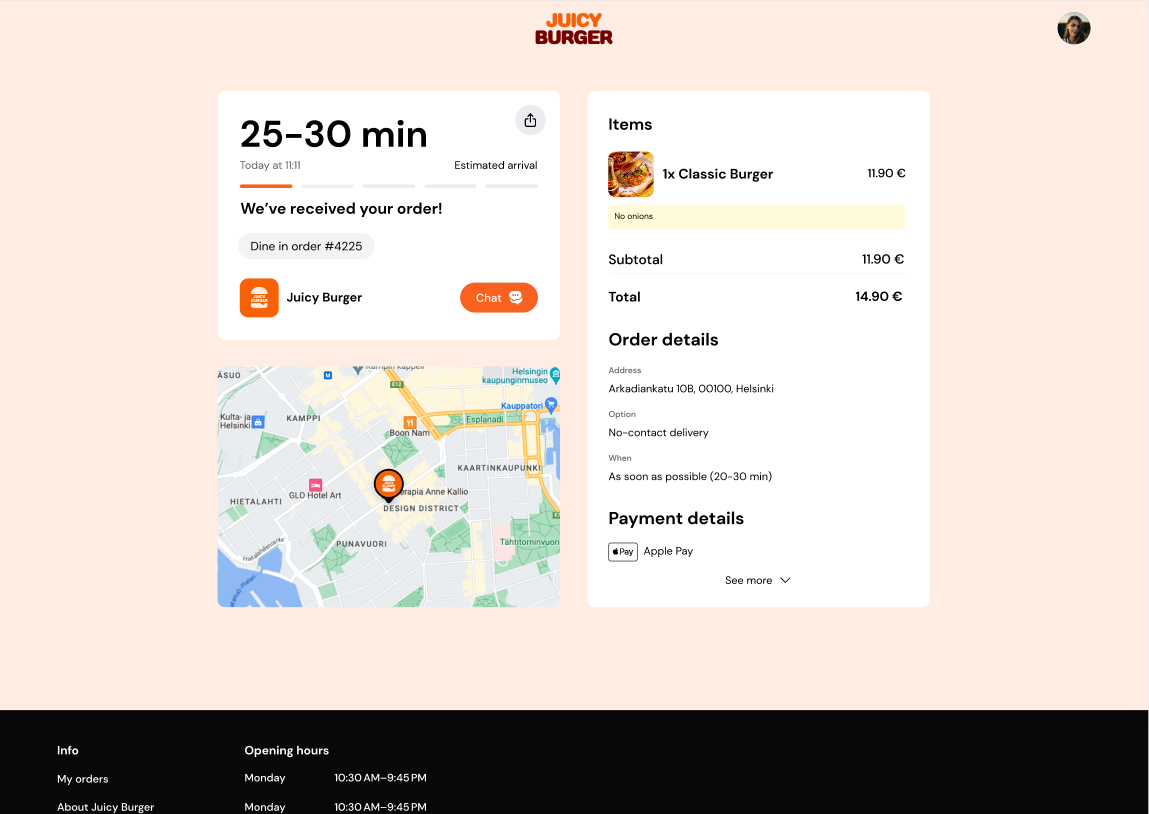 JUICY
BURGER
25-30 min
Today at 11:11
Estimated arrival
We've received your order!
Dine in order #4225
JUICY
BURGER
Juicy Burger
Chat
Kampin kappeli
Helsingin
kaupunginmuseo
ÄSUO
M
E12
Kauppatori
Kulta- ja
Helsinki
KAMPPI
Esplanadi
Boon Nam
KAARTINKAUPUNKI
GLO Hotel Art
erapia Anne Kallio
HIETALAHTI
DESIGN DISTRICT
PUNAVUORI
Tähtitorninvuori
Items
1x Classic Burger
11.90 €
No onions
Subtotal
11.90 €
Total
14.90 €
Order details
Address
Arkadiankatu 10B, 00100, Helsinki
Option
No-contact delivery
When
As soon as possible (20-30 min)
Payment details
Pay
Apple Pay
See more
Info
My orders
About Juicy Burger
Opening hours
Monday
10:30 AM–9:45 PM
Monday
10:30 AM–9:45 PM